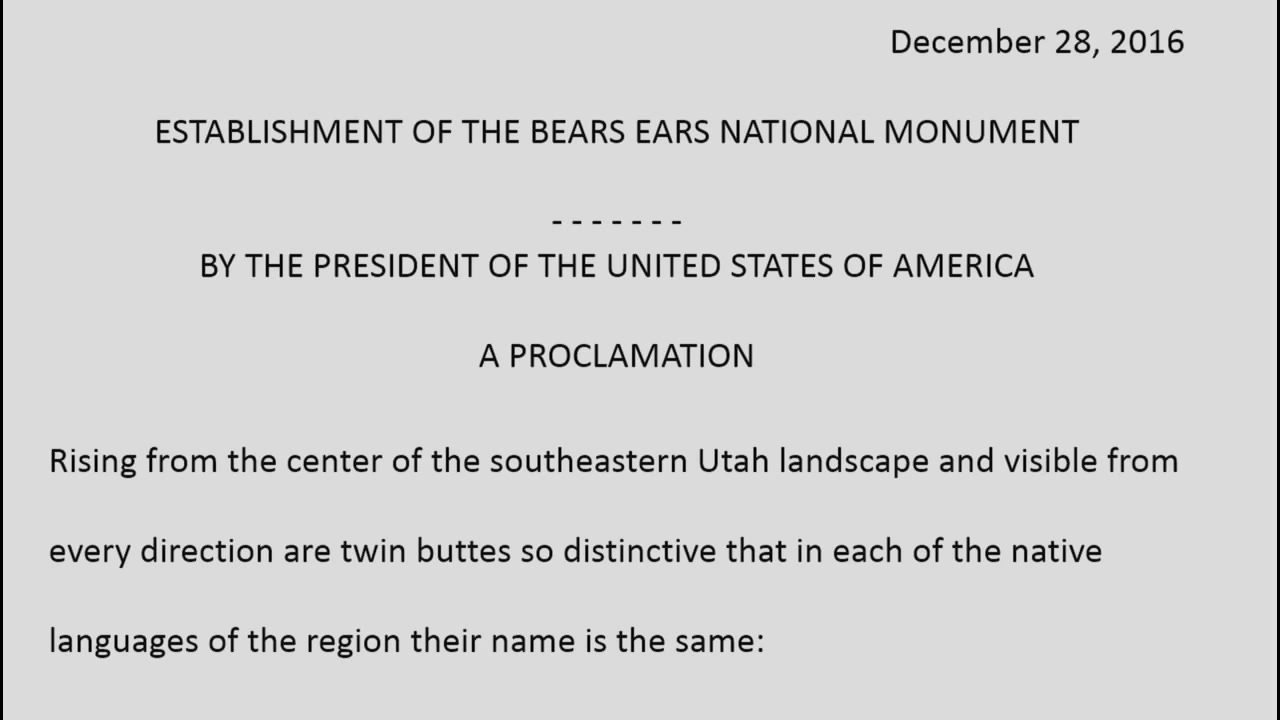 December 28, 2016
ESTABLISHMENT OF THE BEARS EARS NATIONAL MONUMENT
- - - - - - -
BY THE PRESIDENT OF THE UNITED STATES OF AMERICA
A PROCLAMATION
Rising from the center of the southeastern Utah landscape and visible from
every direction are twin buttes so distinctive that in each of the native
languages of the region their name is the same: